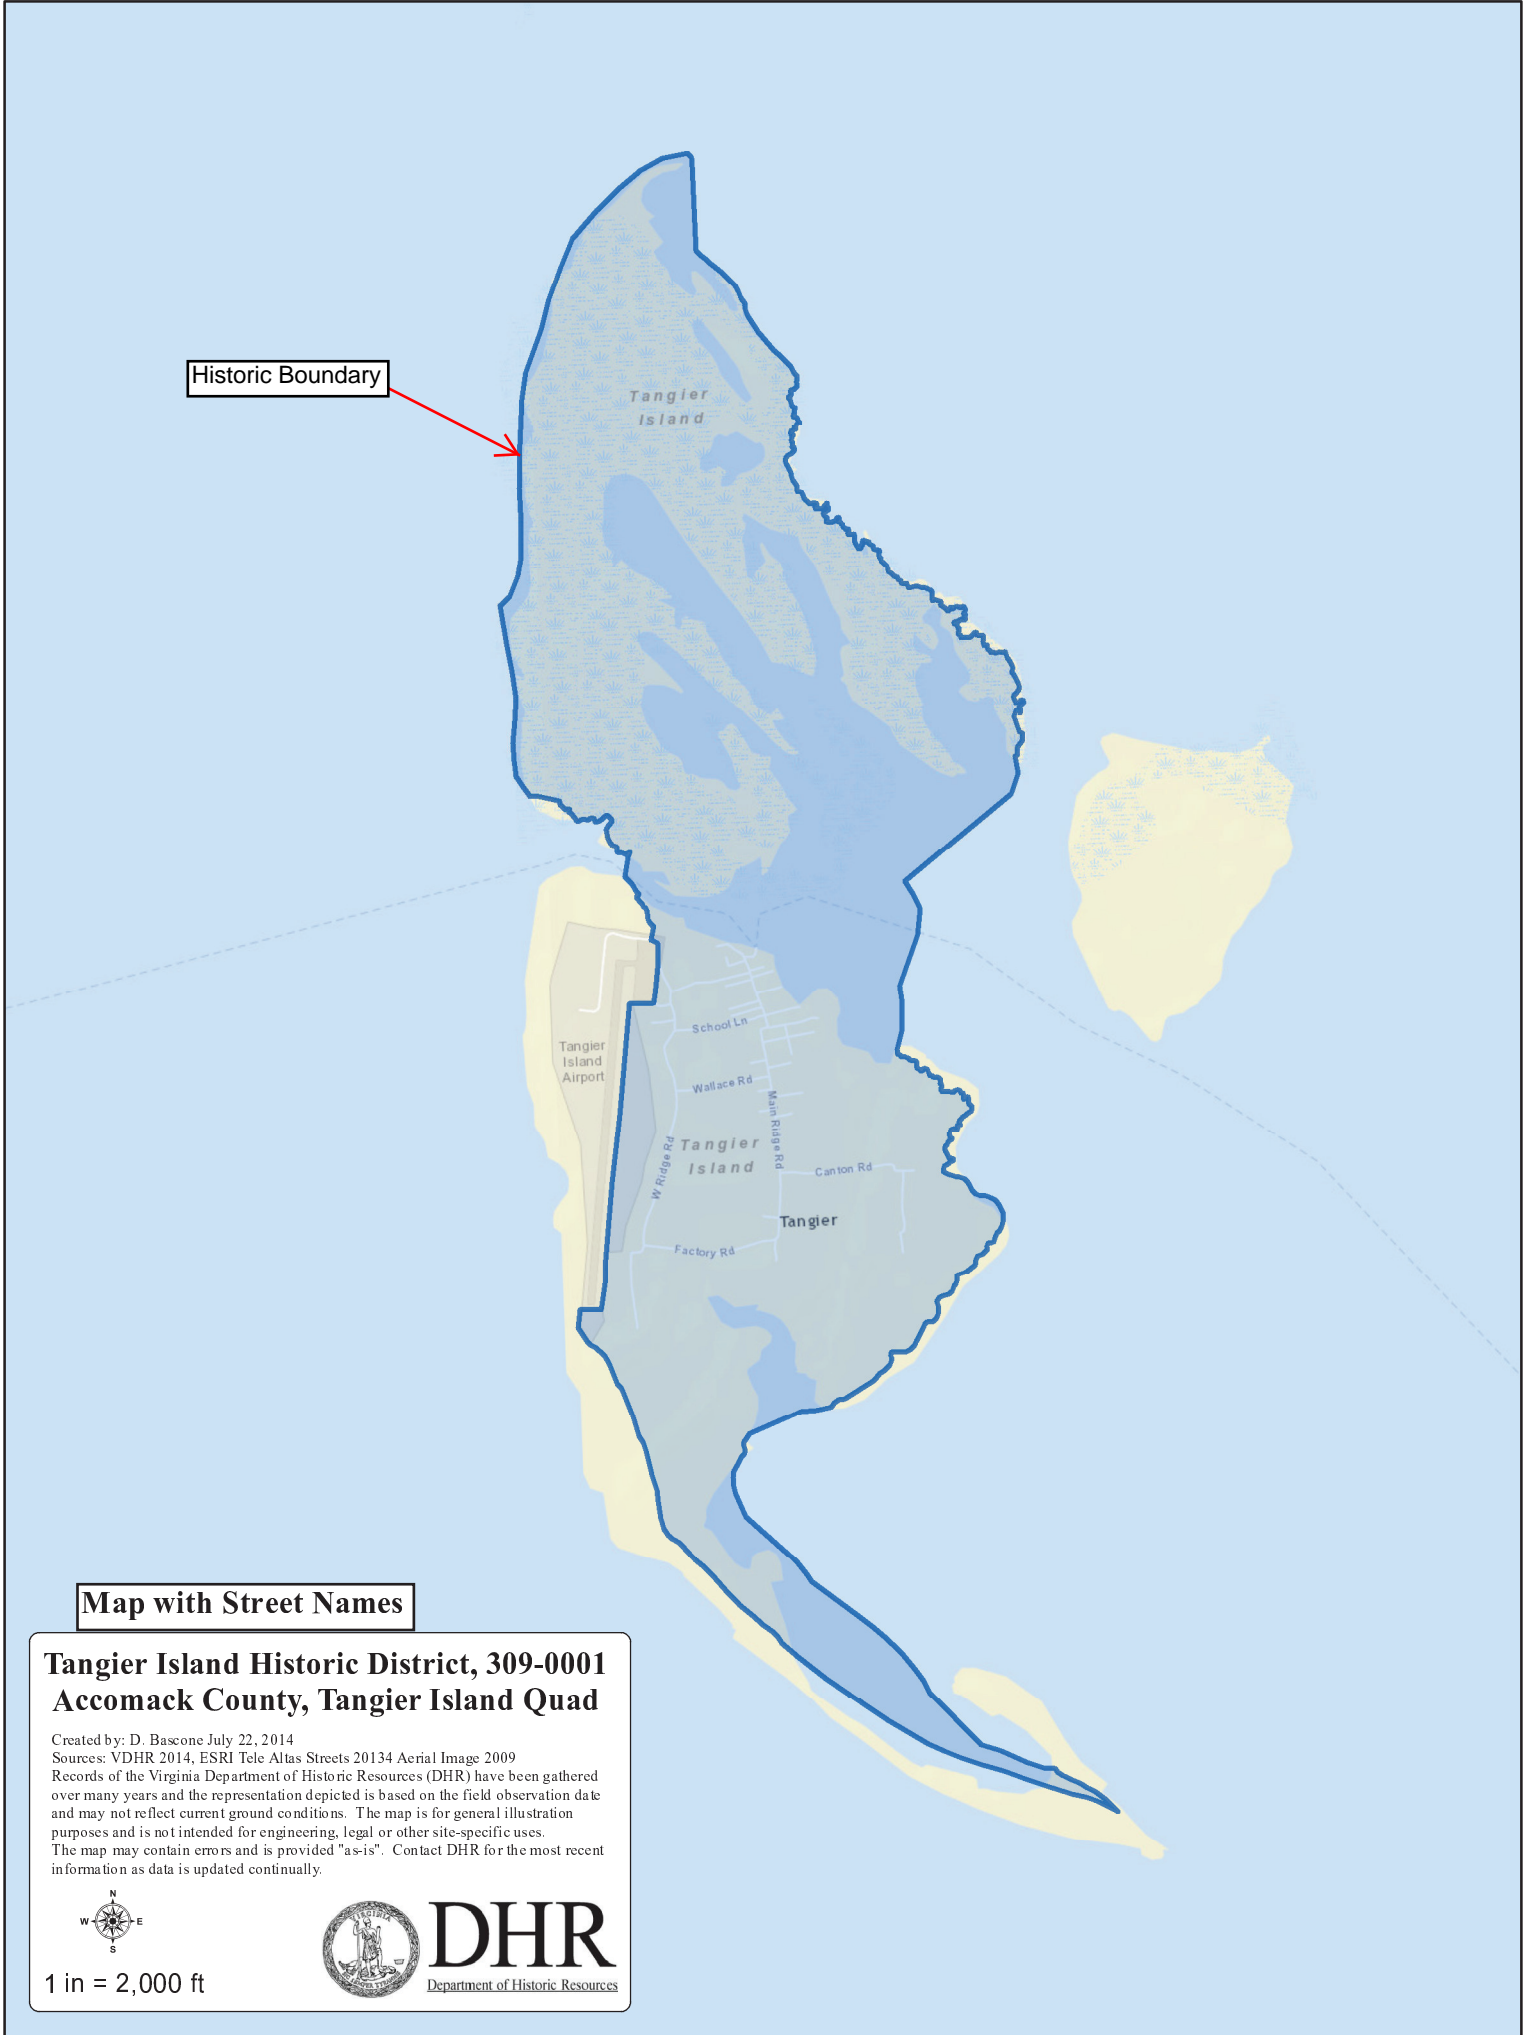 Historic Boundary
Tangier
Island
School Ln
Tangier
Island
Airport
Wallace Rd
Main Ridge Rd
W Ridge Rd
Tangier
Island
Canton Rd
Tangier
Factory Rd
Map with Street Names
Tangier Island Historic District, 309-0001
Accomack County, Tangier Island Quad
Created by: D. Bascone July 22, 2014
Sources: VDHR 2014, ESRI Tele Altas Streets 20134 Aerial Image 2009
Records of the Virginia Department of Historic Resources (DHR) have been gathered
over many years and the representation depicted is based on the field observation date
and may not reflect current ground conditions. The map is for general illustration
purposes and is not intended for engineering, legal or other site-specific uses.
The map may contain errors and is provided "as-is". Contact DHR for the most recent
information as data is updated continually.
N
W E
S
VIRGINIA
DHR
Department of Historic Resources
1 in = 2,000 ft